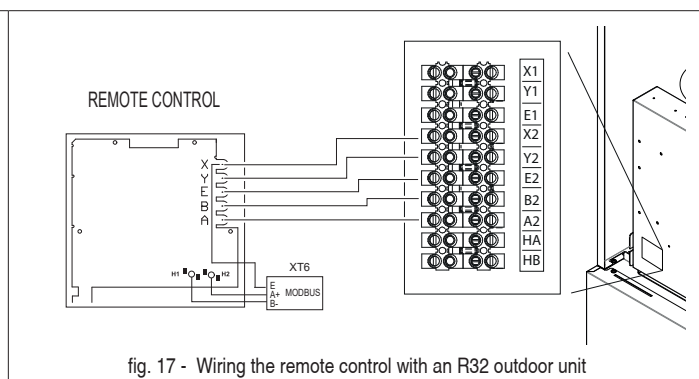 REMOTE CONTROL
X
Y
E
B
A
H1
H2
XT6
E
A+
B-
MODBUS
X1
Y1
E1
X2
Y2
E2
B2
A2
HA
HB
fig. 17 - Wiring the remote control with an R32 outdoor unit